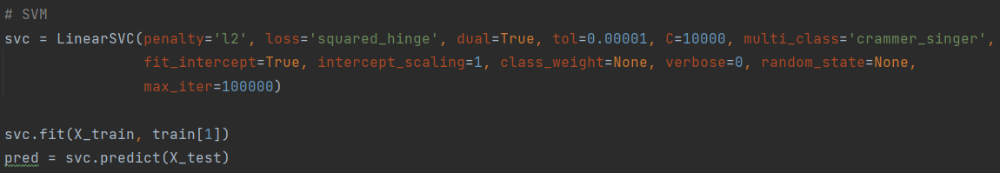 # SVM
svc = LinearSVC(penalty='l2', loss='squared_hinge', dual=True, tol=0.00001, C=10000, multi_class='crammer_singer',
fit_intercept=True, intercept_scaling=1, class_weight=None, verbose=0, random_state=None,
max_iter=100000)
svc.fit(X_train, train[1])
pred = svc.predict(X_test)